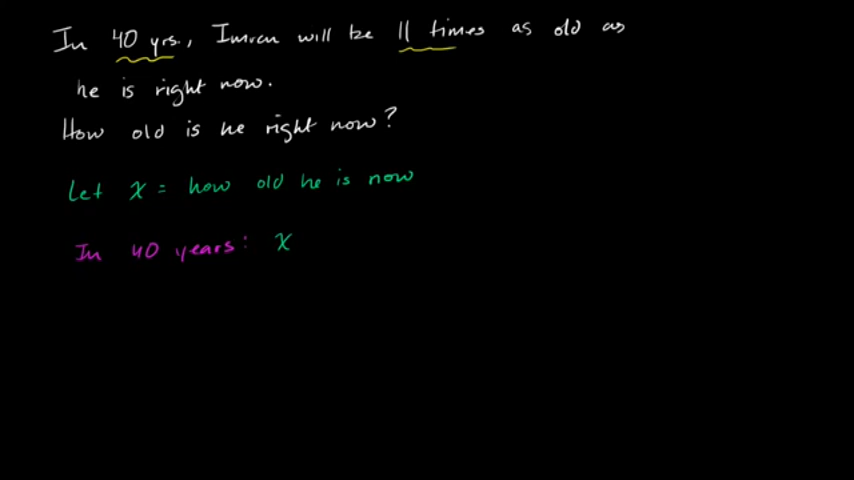 In 40 yrs., Imran will be 11 times as old as
he is right now.
How old is he right now?
Let x = how old he is now
In 40 years: x